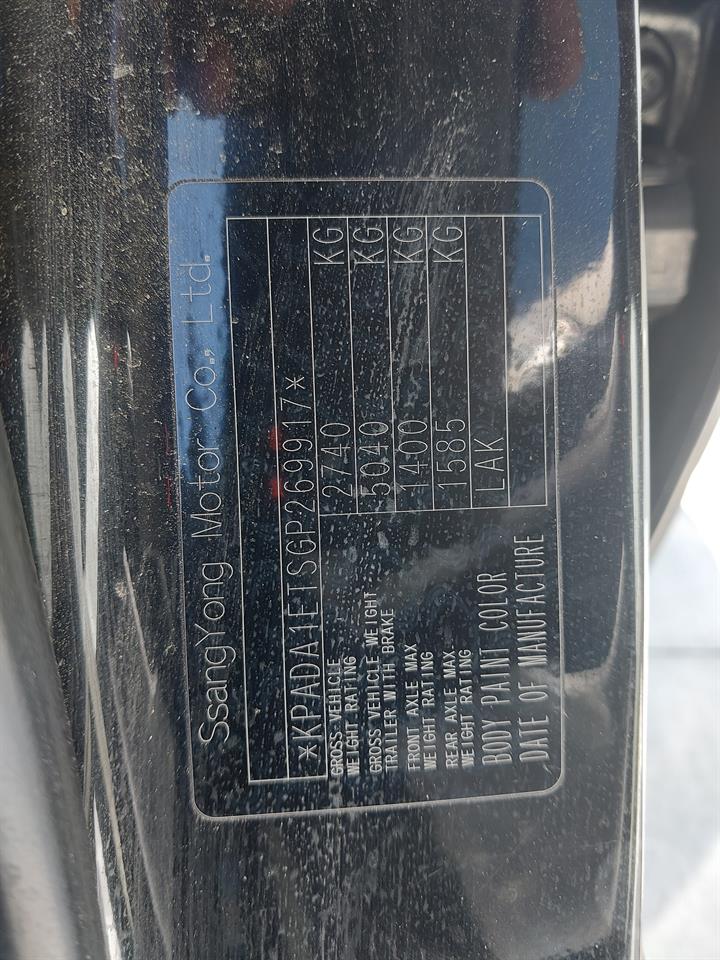 SsangYong Motor Co., Ltd.
*KPADA1ETSGP269917*
GROSS VEHICLE WEIGHT RATING 2740 KG
GROSS VEHICLE WEIGHT TRAILER WITH BRAKE 5040 KG
FRONT AXLE MAX WEIGHT RATING 1400 KG
REAR AXLE MAX WEIGHT RATING 1585 KG
BODY PAINT COLOR LAK
DATE OF MANUFACTURE